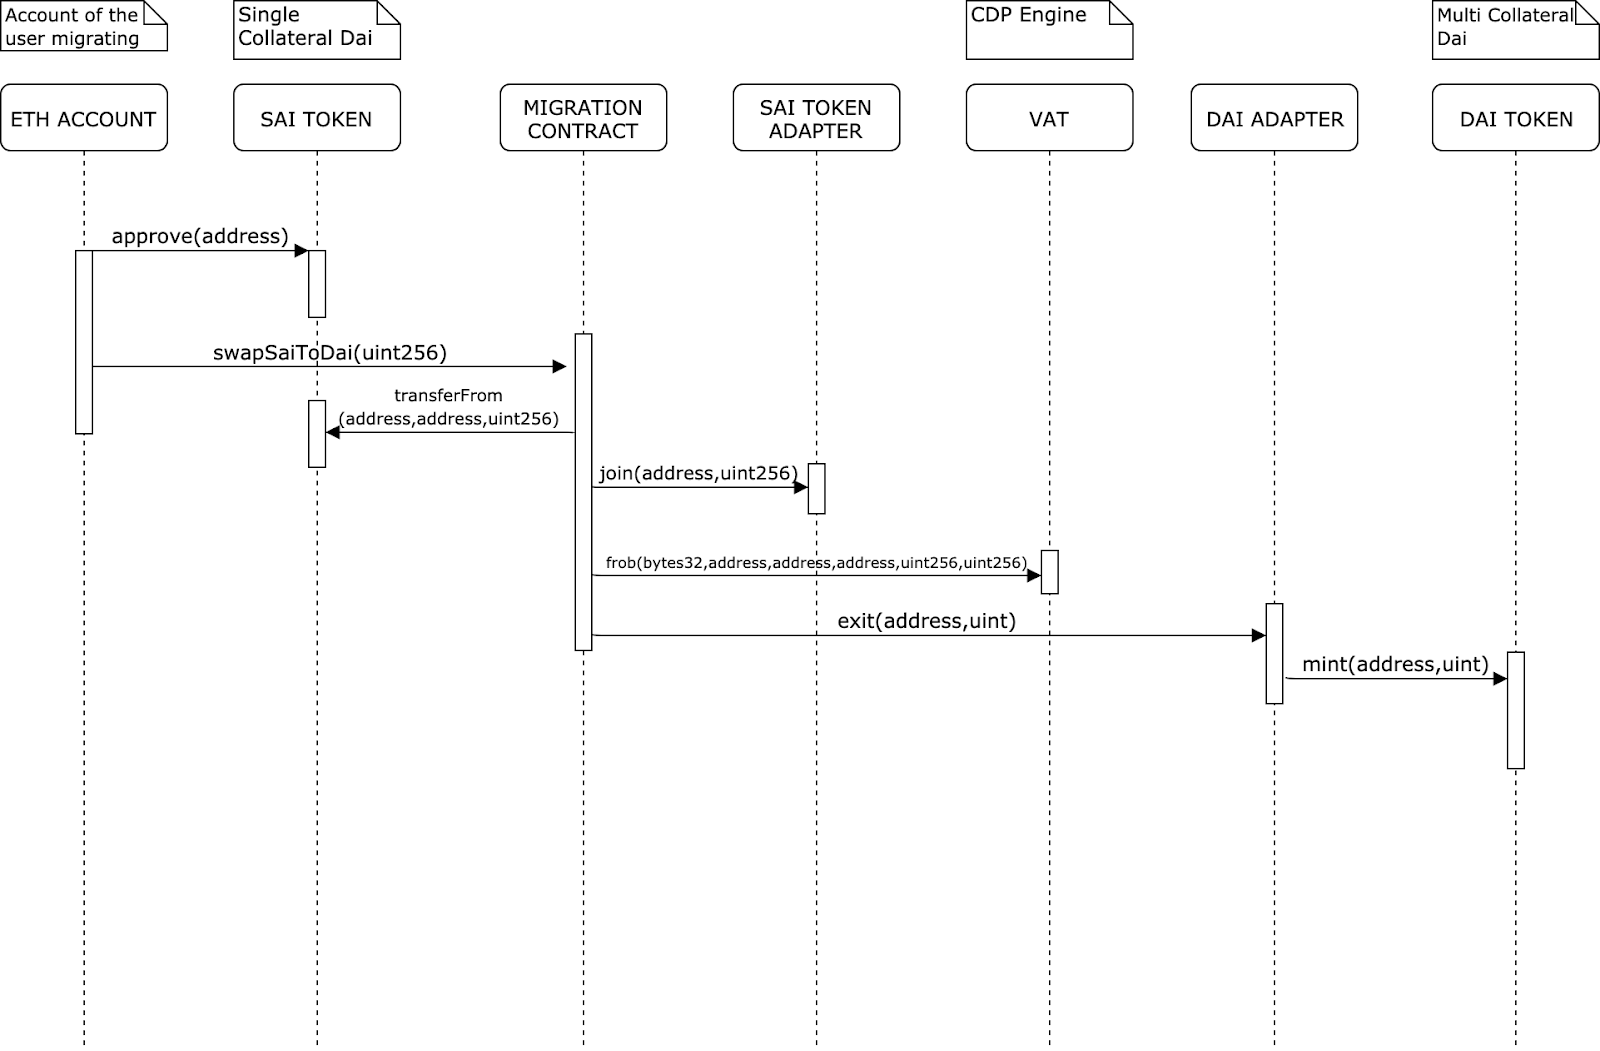 Account of the
user migrating
Single
Collateral Dai
CDP Engine
Multi Collateral
Dai
ETH ACCOUNT
SAI TOKEN
MIGRATION
CONTRACT
SAI TOKEN
ADAPTER
VAT
DAI ADAPTER
DAI TOKEN
approve(address)
swapSaiToDai(uint256)
transferFrom
(address,address,uint256)
join(address,uint256)
frob(bytes32,address,address,address,uint256,uint256)
exit(address,uint)
mint(address,uint)